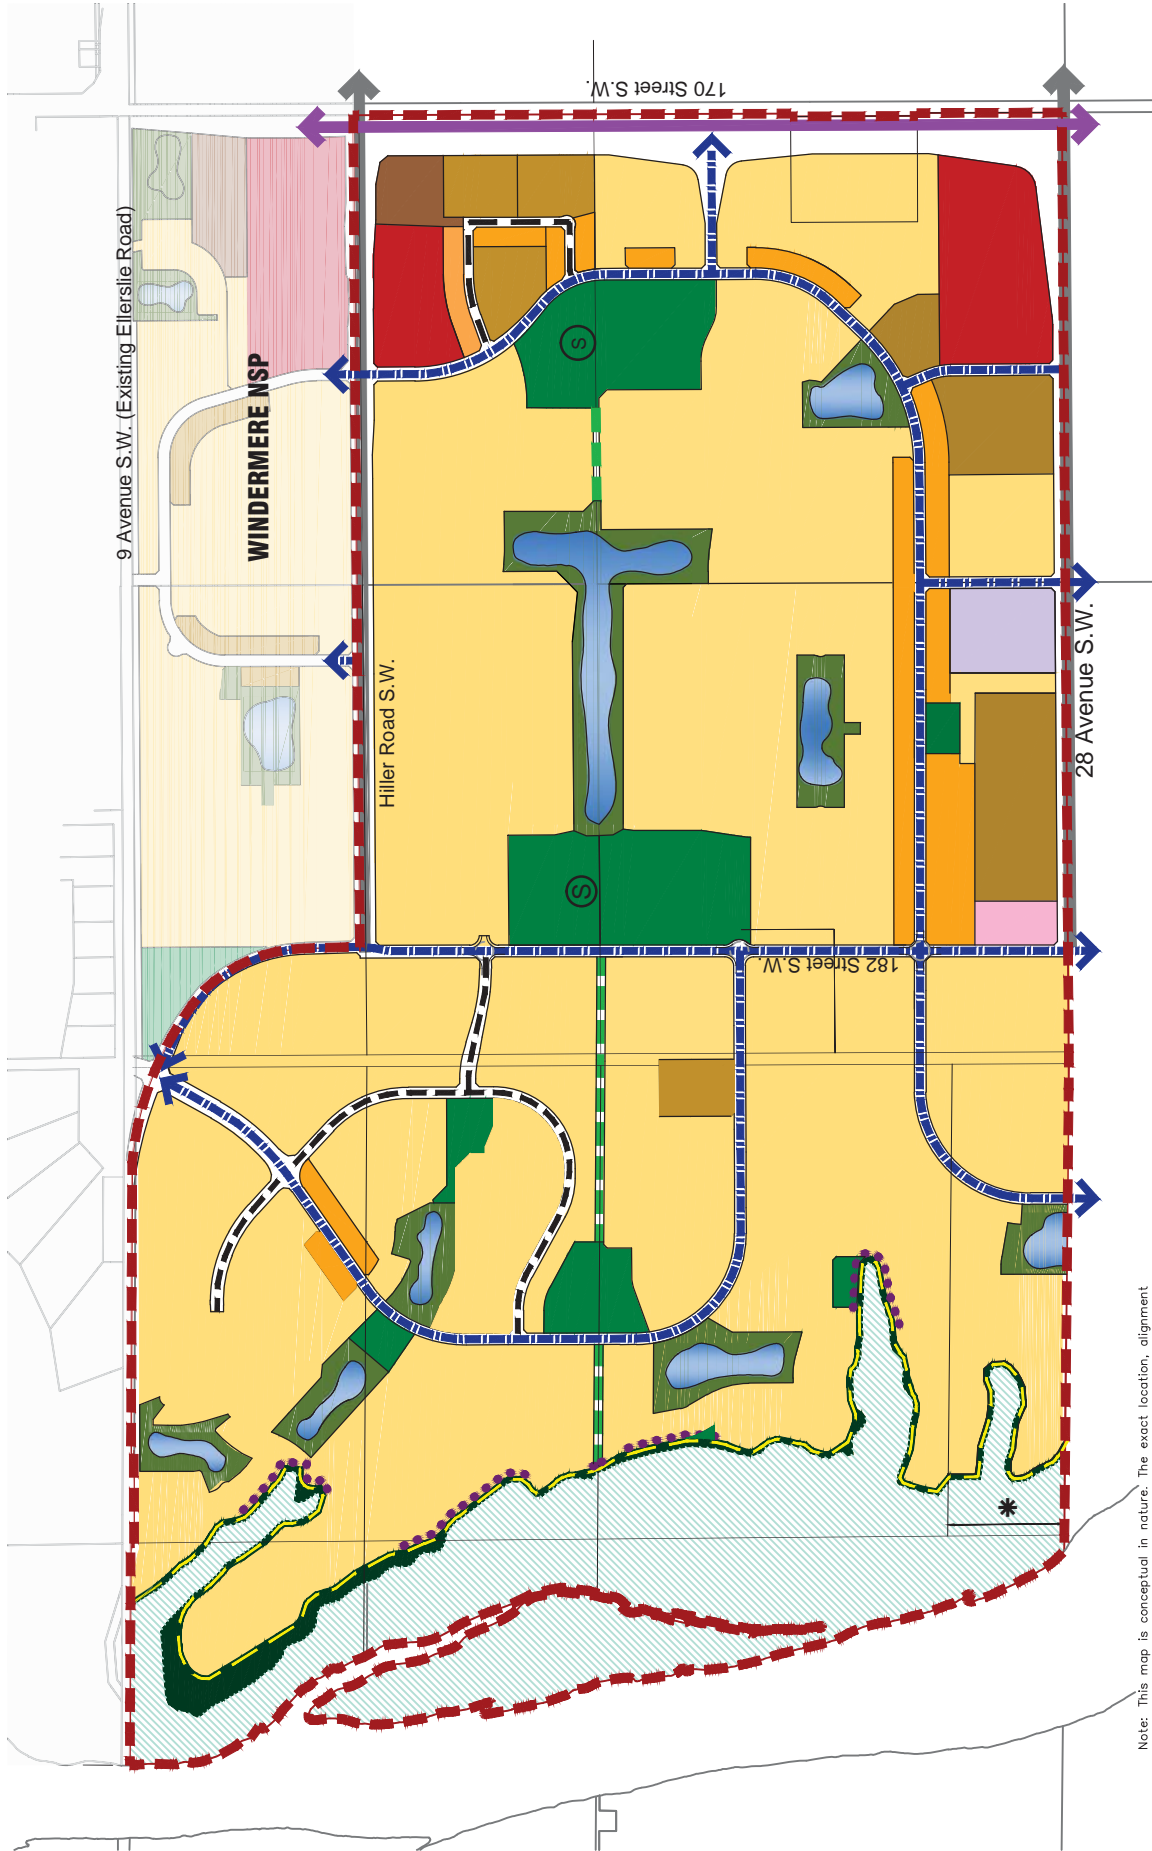 170 Street S.W.
9 Avenue S.W. (Existing Ellerslie Road)
WINDERMERE NSP
S
Hiller Road S.W.
28 Avenue S.W.
S
182 Street S.W.
Note: This map is conceptual in nature. The exact location, alignment